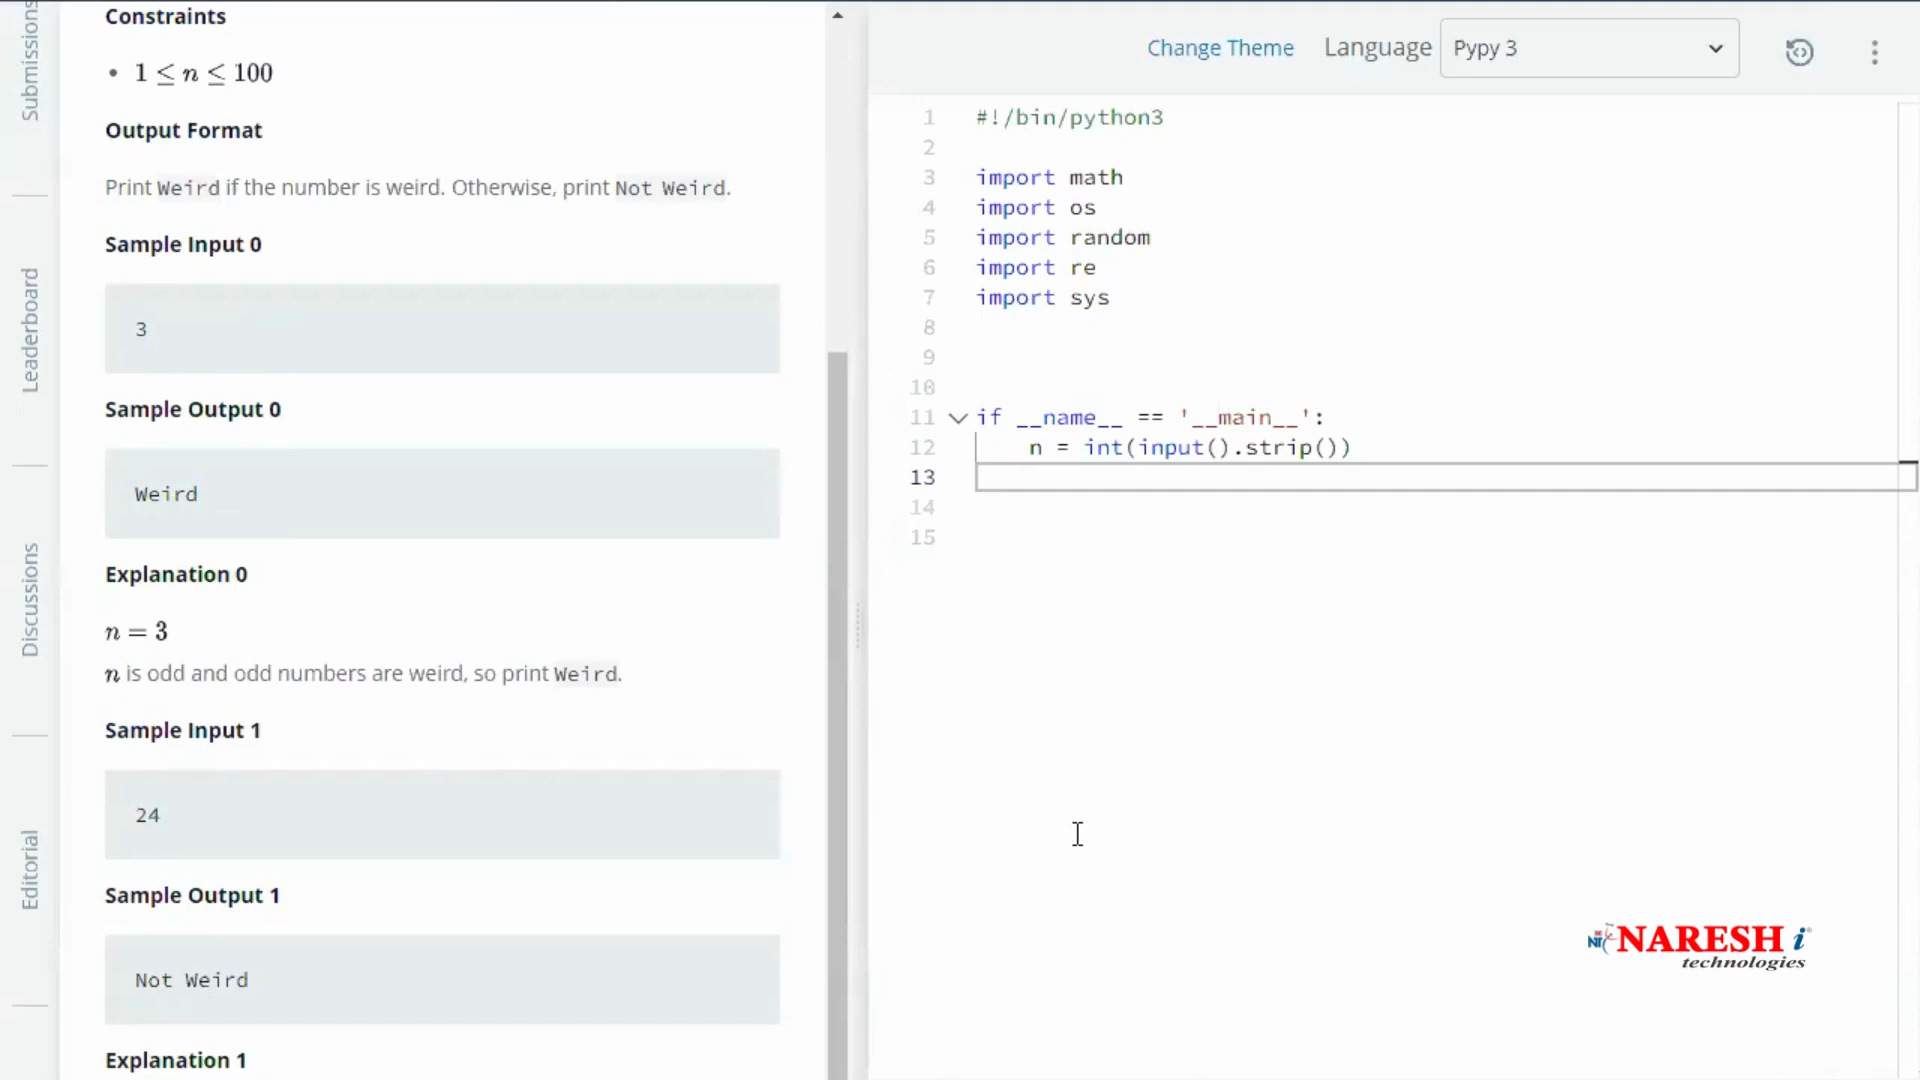 Submissions
Leaderboard
Discussions
Editorial
Constraints
• 1 ≤ n ≤ 100
Output Format
Print Weird if the number is weird. Otherwise, print Not Weird.
Sample Input 0
3
Sample Output 0
Weird
Explanation 0
n = 3
n is odd and odd numbers are weird, so print Weird.
Sample Input 1
24
Sample Output 1
Not Weird
Explanation 1
Change Theme Language Pypy 3
1 #!/bin/python3
2
3 import math
4 import os
5 import random
6 import re
7 import sys
8
9
10
11 if __name__ == '__main__':
12 n = int(input().strip())
13
14
15
NARESH i
technologies